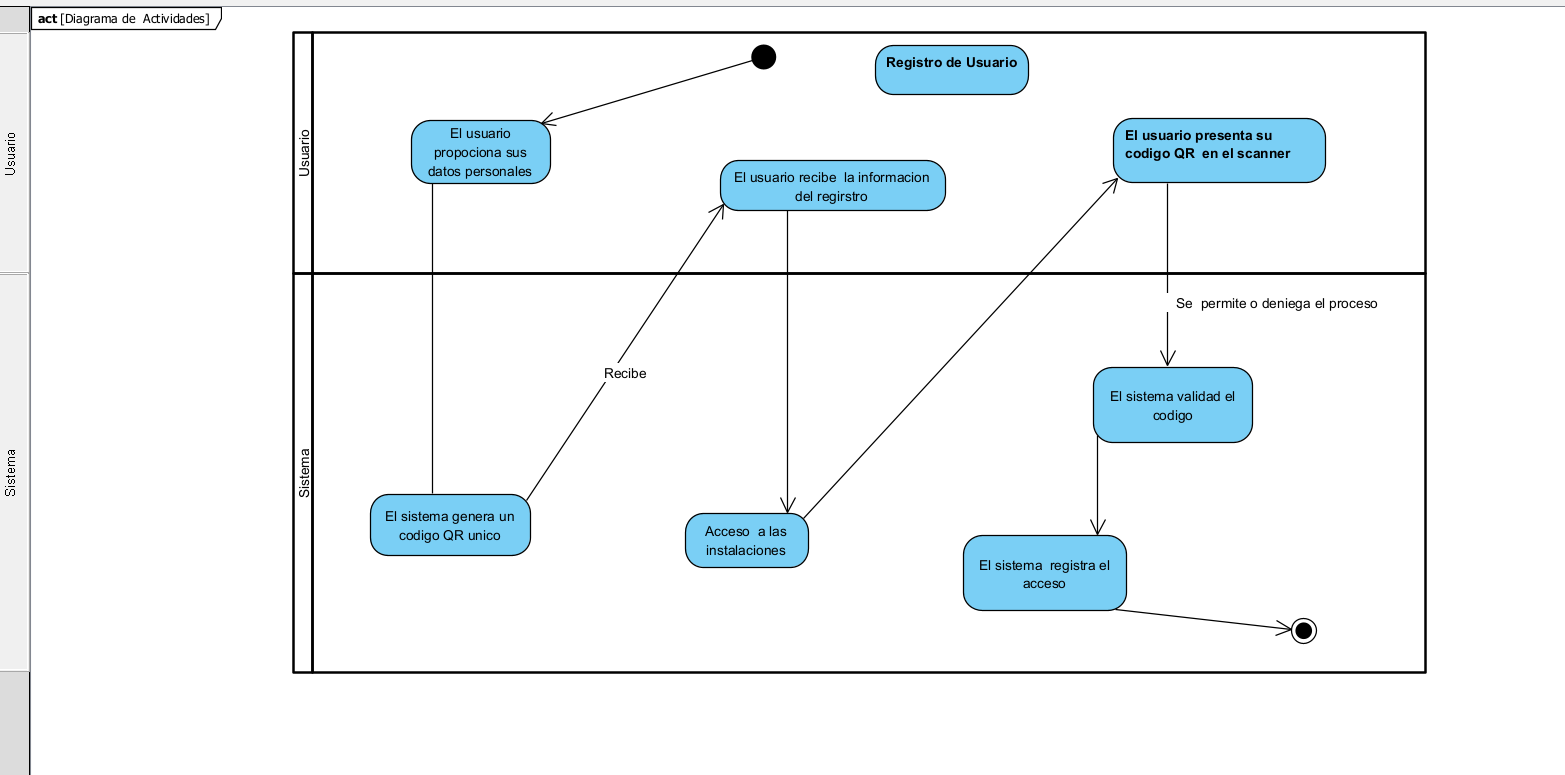 act [Diagrama de Actividades]
Usuario
Sistema
Usuario
Sistema
Registro de Usuario
El usuario
propociona sus
datos personales
El usuario recibe la informacion
del regirstro
El usuario presenta su
codigo QR en el scanner
Se permite o deniega el proceso
Recibe
El sistema validad el
codigo
El sistema genera un
codigo QR unico
Acceso a las
instalaciones
El sistema registra el
acceso